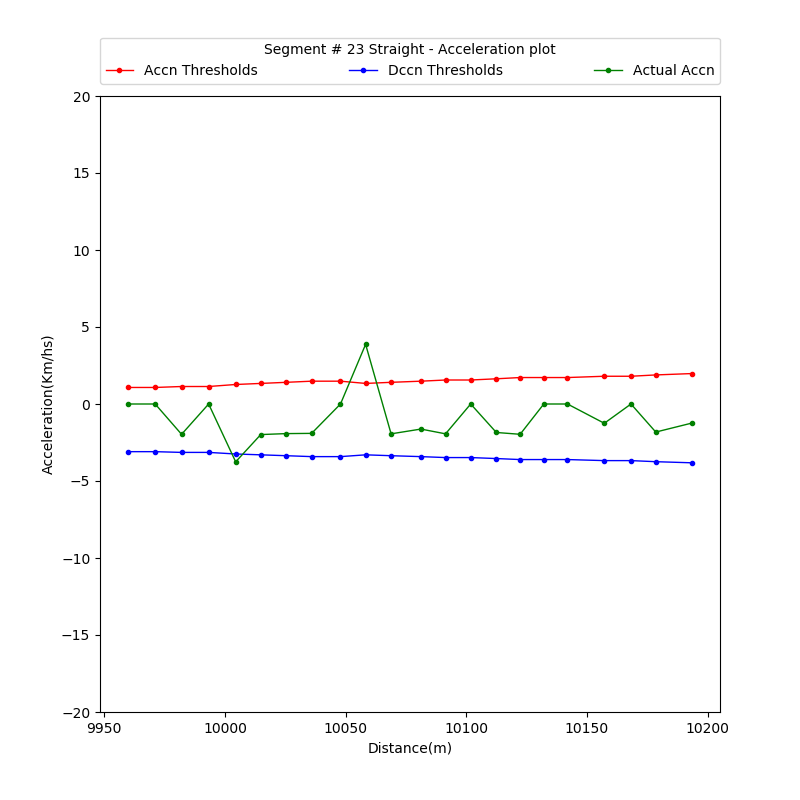 Segment # 23 Straight - Acceleration plot
Accn Thresholds Dccn Thresholds Actual Accn
20
15
10
5
0
−5
−10
−15
−20
Acceleration(Km/hs)
9950 10000 10050 10100 10150 10200
Distance(m)